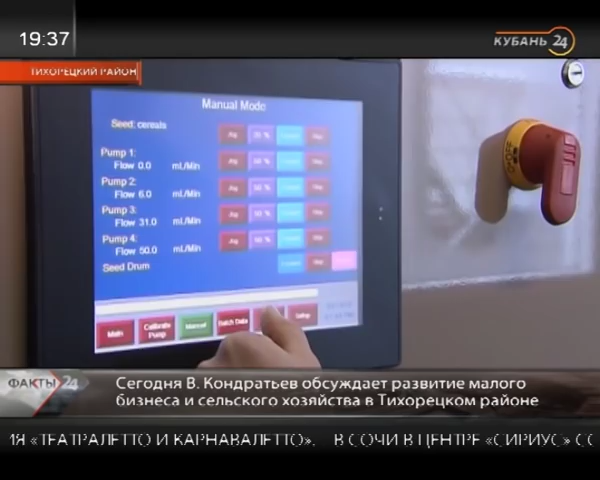 19:37
КУБАНЬ 24
ТИХОРЕЦКИЙ РАЙОН
Manual Mode
Seed: cereals
Pump 1:
Flow 0.0 mL/Min
Pump 2:
Flow 6.0 mL/Min
Pump 3:
Flow 31.0 mL/Min
Pump 4:
Flow 50.0 mL/Min
Seed Drum
Main
Calibrate Pump
Manual
Batch Data
Setup
ФАКТЫ 24
Сегодня В. Кондратьев обсуждает развитие малого
бизнеса и сельского хозяйства в Тихорецком районе
ИЯ «ТЕАТРАЛЕТТО И КАРНАВАЛЕТТО». В СОЧИ В ЦЕНТРЕ «СИРИУС» СО